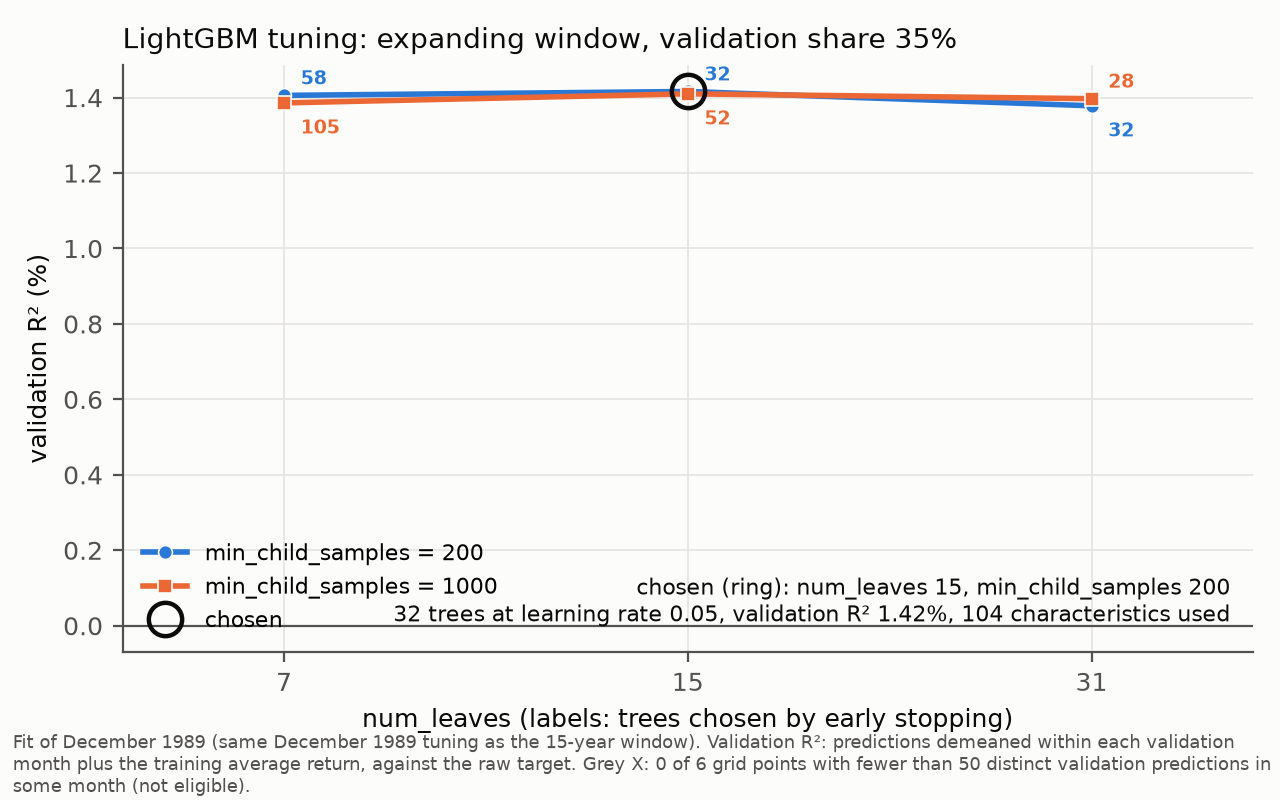 LightGBM tuning: expanding window, validation share 35%
validation R² (%)
1.4
1.2
1.0
0.8
0.6
0.4
0.2
0.0
58
105
32
52
28
32
min_child_samples = 200
min_child_samples = 1000
chosen
chosen (ring): num_leaves 15, min_child_samples 200
32 trees at learning rate 0.05, validation R² 1.42%, 104 characteristics used
7
15
31
num_leaves (labels: trees chosen by early stopping)
Fit of December 1989 (same December 1989 tuning as the 15-year window). Validation R²: predictions demeaned within each validation
month plus the training average return, against the raw target. Grey X: 0 of 6 grid points with fewer than 50 distinct validation predictions in
some month (not eligible).